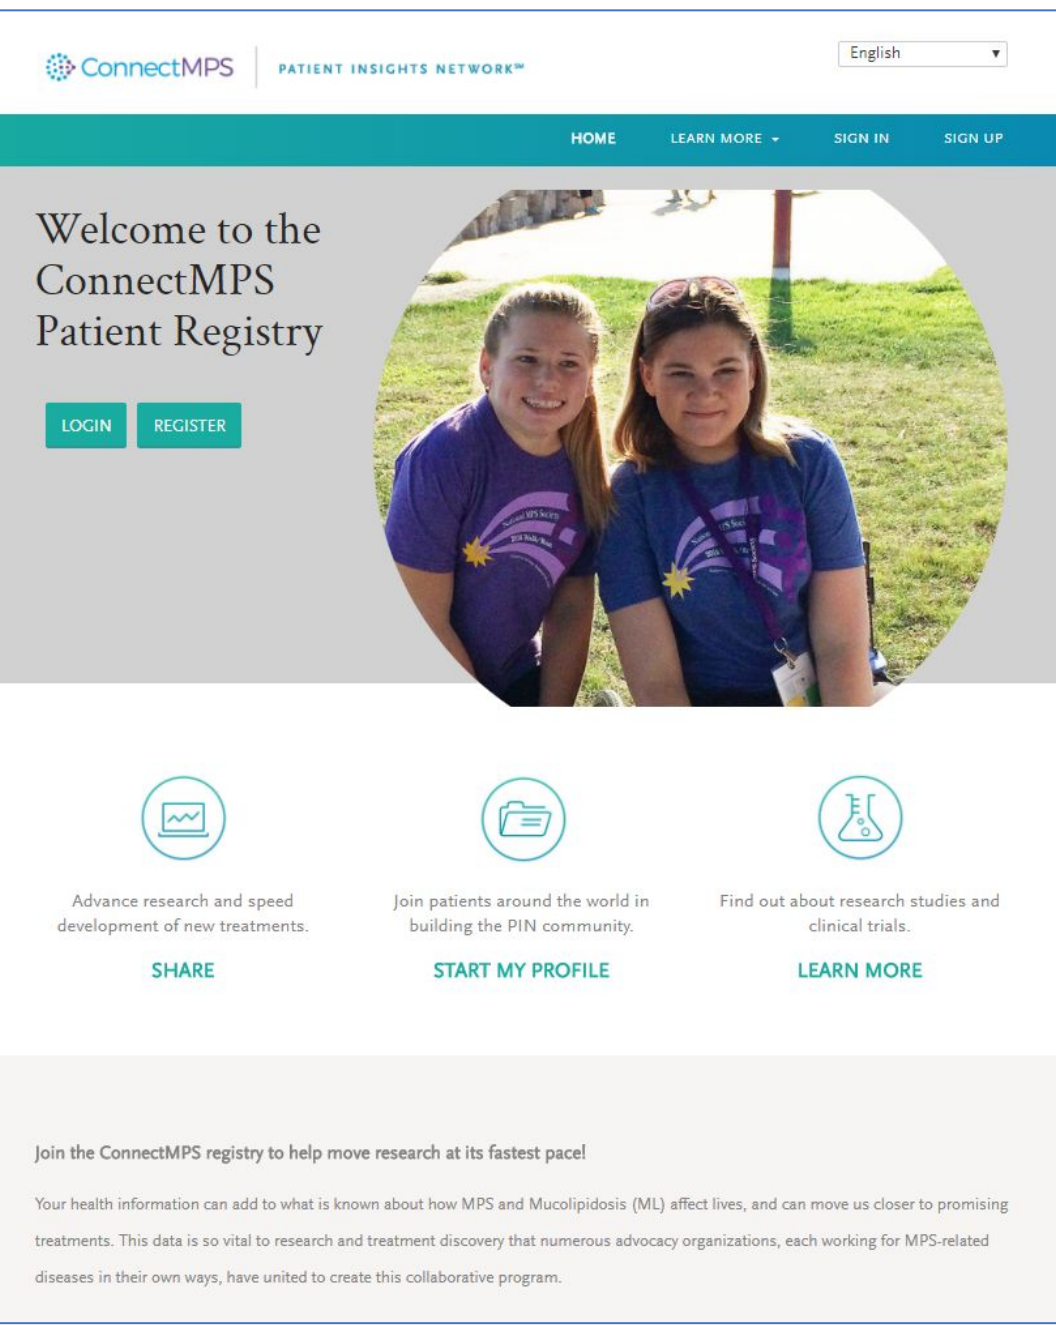 ConnectMPS
PATIENT INSIGHTS NETWORK℠
English
HOME
LEARN MORE
SIGN IN
SIGN UP
Welcome to the
ConnectMPS
Patient Registry
LOGIN
REGISTER
National MPS Society
Advance research and speed
development of new treatments.
SHARE
Join patients around the world in
building the PIN community.
START MY PROFILE
Find out about research studies and
clinical trials.
LEARN MORE
Join the ConnectMPS registry to help move research at its fastest pace!
Your health information can add to what is known about how MPS and Mucolipidosis (ML) affect lives, and can move us closer to promising
treatments. This data is so vital to research and treatment discovery that numerous advocacy organizations, each working for MPS-related
diseases in their own ways, have united to create this collaborative program.